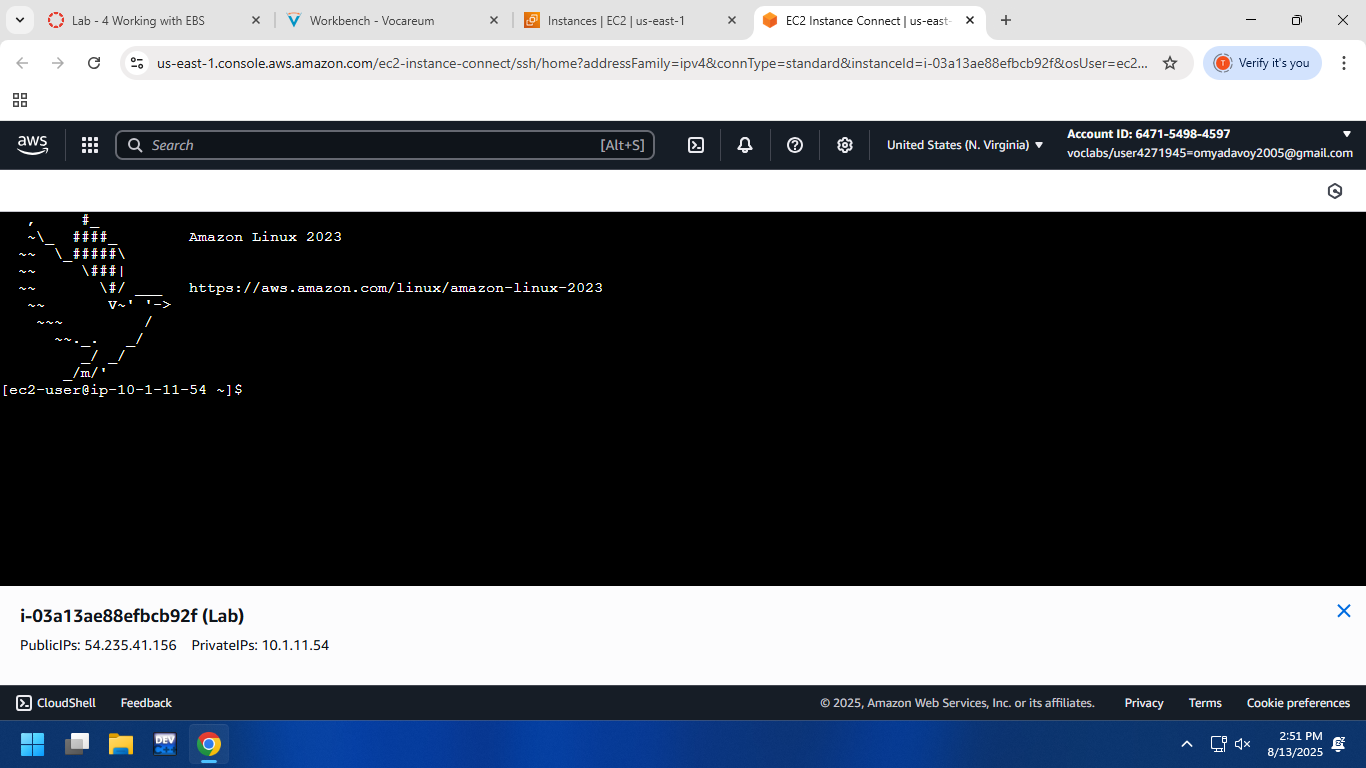 Lab - 4 Working with EBS
Workbench - Vocareum
Instances | EC2 | us-east-1
EC2 Instance Connect | us-east-
us-east-1.console.aws.amazon.com/ec2-instance-connect/ssh/home?addressFamily=ipv4&connType=standard&instanceId=i-03a13ae88efbcb92f&osUser=ec2...
T
Verify it's you
aws
Search
[Alt+S]
United States (N. Virginia)
Account ID: 6471-5498-4597
voclabs/user4271945=omyadavoy2005@gmail.com
   ,     #_
   ~\_  ####_        Amazon Linux 2023
  ~~  \_#####\
  ~~     \###|
  ~~       \#/ ___   https://aws.amazon.com/linux/amazon-linux-2023
   ~~       V~' '->
    ~~~         /
      ~~._.   _/
         _/ _/
       _/m/'
[ec2-user@ip-10-1-11-54 ~]$
i-03a13ae88efbcb92f (Lab)
PublicIPs: 54.235.41.156 PrivateIPs: 10.1.11.54
CloudShell
Feedback
© 2025, Amazon Web Services, Inc. or its affiliates.
Privacy
Terms
Cookie preferences
DEV
2:51 PM
8/13/2025